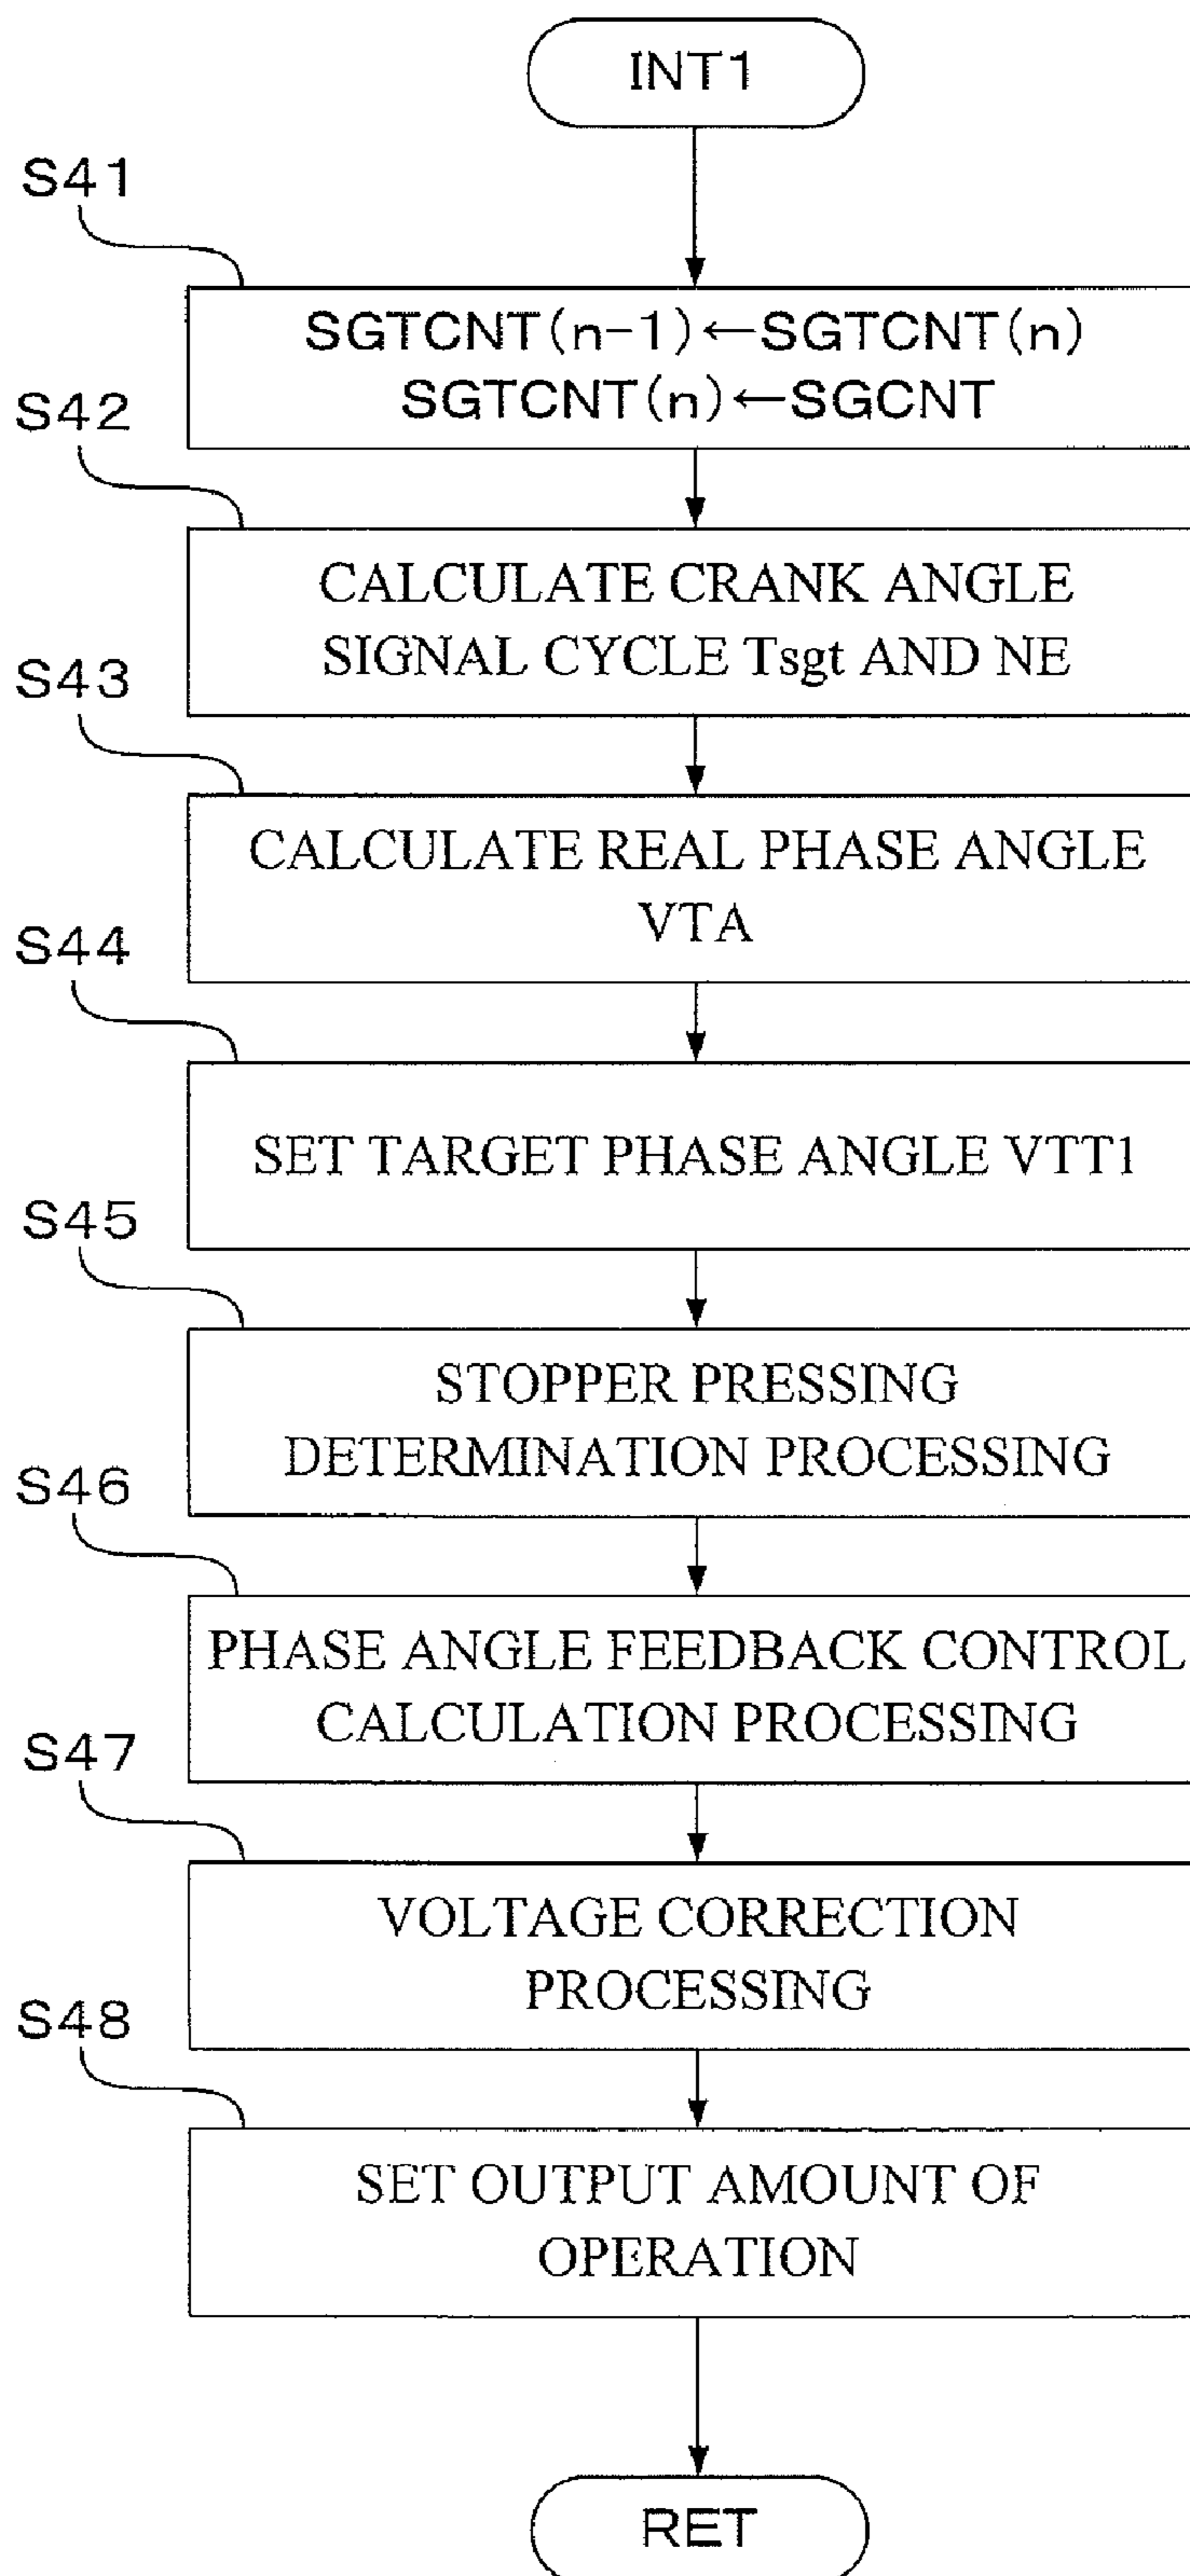 INT1
S41
SGTCNT(n-1)←SGTCNT(n)
SGTCNT(n)←SGCNT
S42
CALCULATE CRANK ANGLE
SIGNAL CYCLE Tsgt AND NE
S43
CALCULATE REAL PHASE ANGLE
VTA
S44
SET TARGET PHASE ANGLE VTT1
S45
STOPPER PRESSING
DETERMINATION PROCESSING
S46
PHASE ANGLE FEEDBACK CONTROL
CALCULATION PROCESSING
S47
VOLTAGE CORRECTION
PROCESSING
S48
SET OUTPUT AMOUNT OF
OPERATION
RET